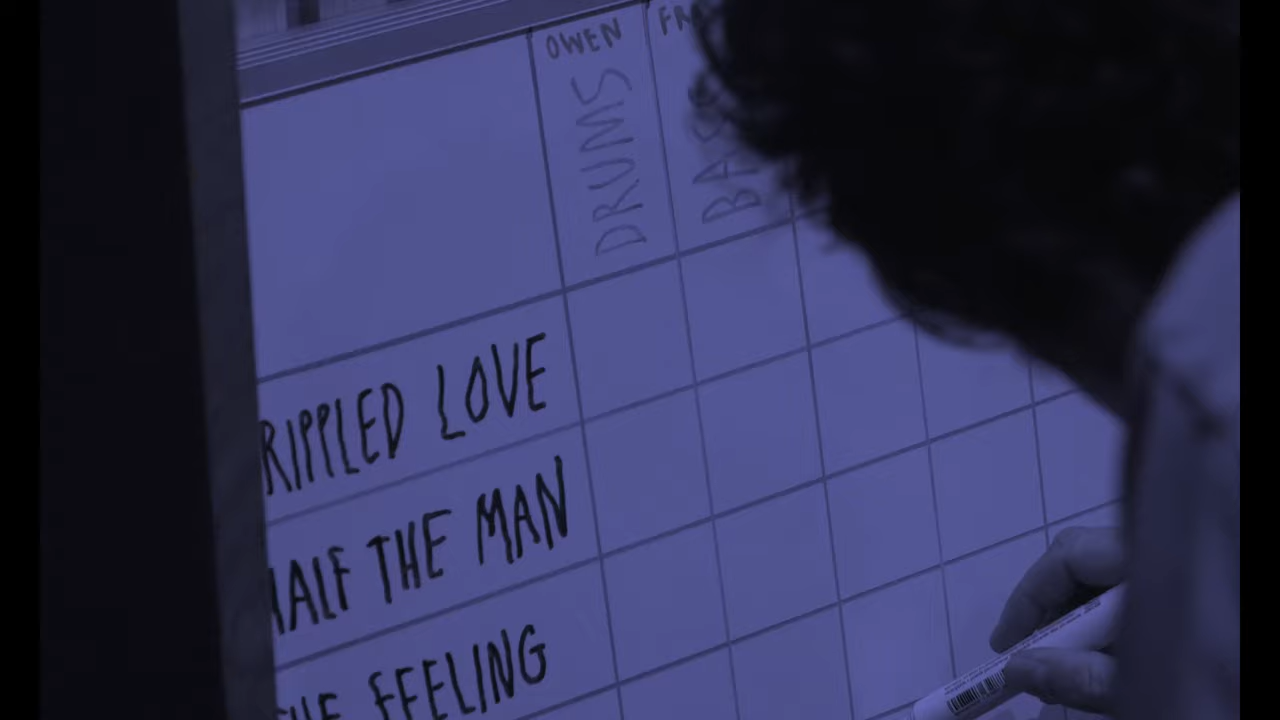 OWEN
DRUMS
RIPPLED LOVE
HALF THE MAN
FEELING